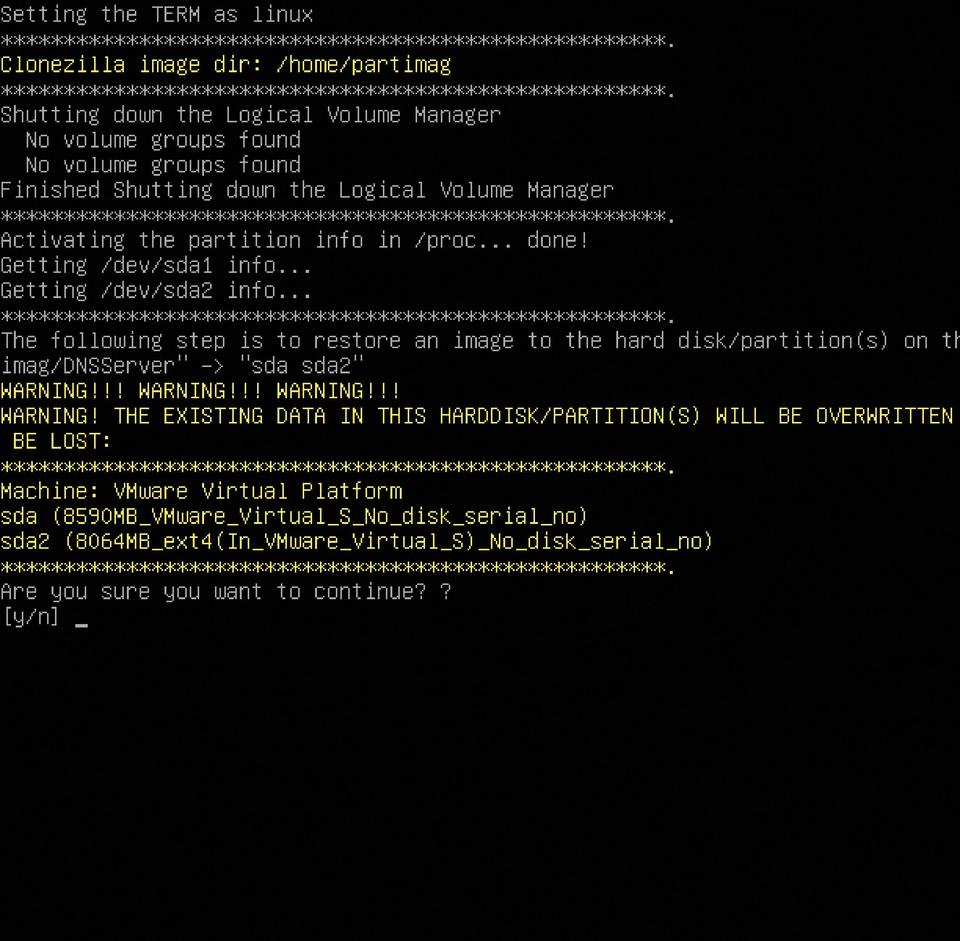 Setting the TERM as linux
*****************************************************.
Clonezilla image dir: /home/partimag
*****************************************************.
Shutting down the Logical Volume Manager
No volume groups found
No volume groups found
Finished Shutting down the Logical Volume Manager
*****************************************************.
Activating the partition info in /proc... done!
Getting /dev/sda1 info...
Getting /dev/sda2 info...
*****************************************************.
The following step is to restore an image to the hard disk/partition(s) on th
imag/DNSServer" -> "sda sda2"
WARNING!!! WARNING!!! WARNING!!!
WARNING! THE EXISTING DATA IN THIS HARDDISK/PARTITION(S) WILL BE OVERWRITTEN
BE LOST:
*****************************************************.
Machine: VMware Virtual Platform
sda (8590MB_VMware_Virtual_S_No_disk_serial_no)
sda2 (8064MB_ext4(In_VMware_Virtual_S)_No_disk_serial_no)
*****************************************************.
Are you sure you want to continue? ?
[y/n] _